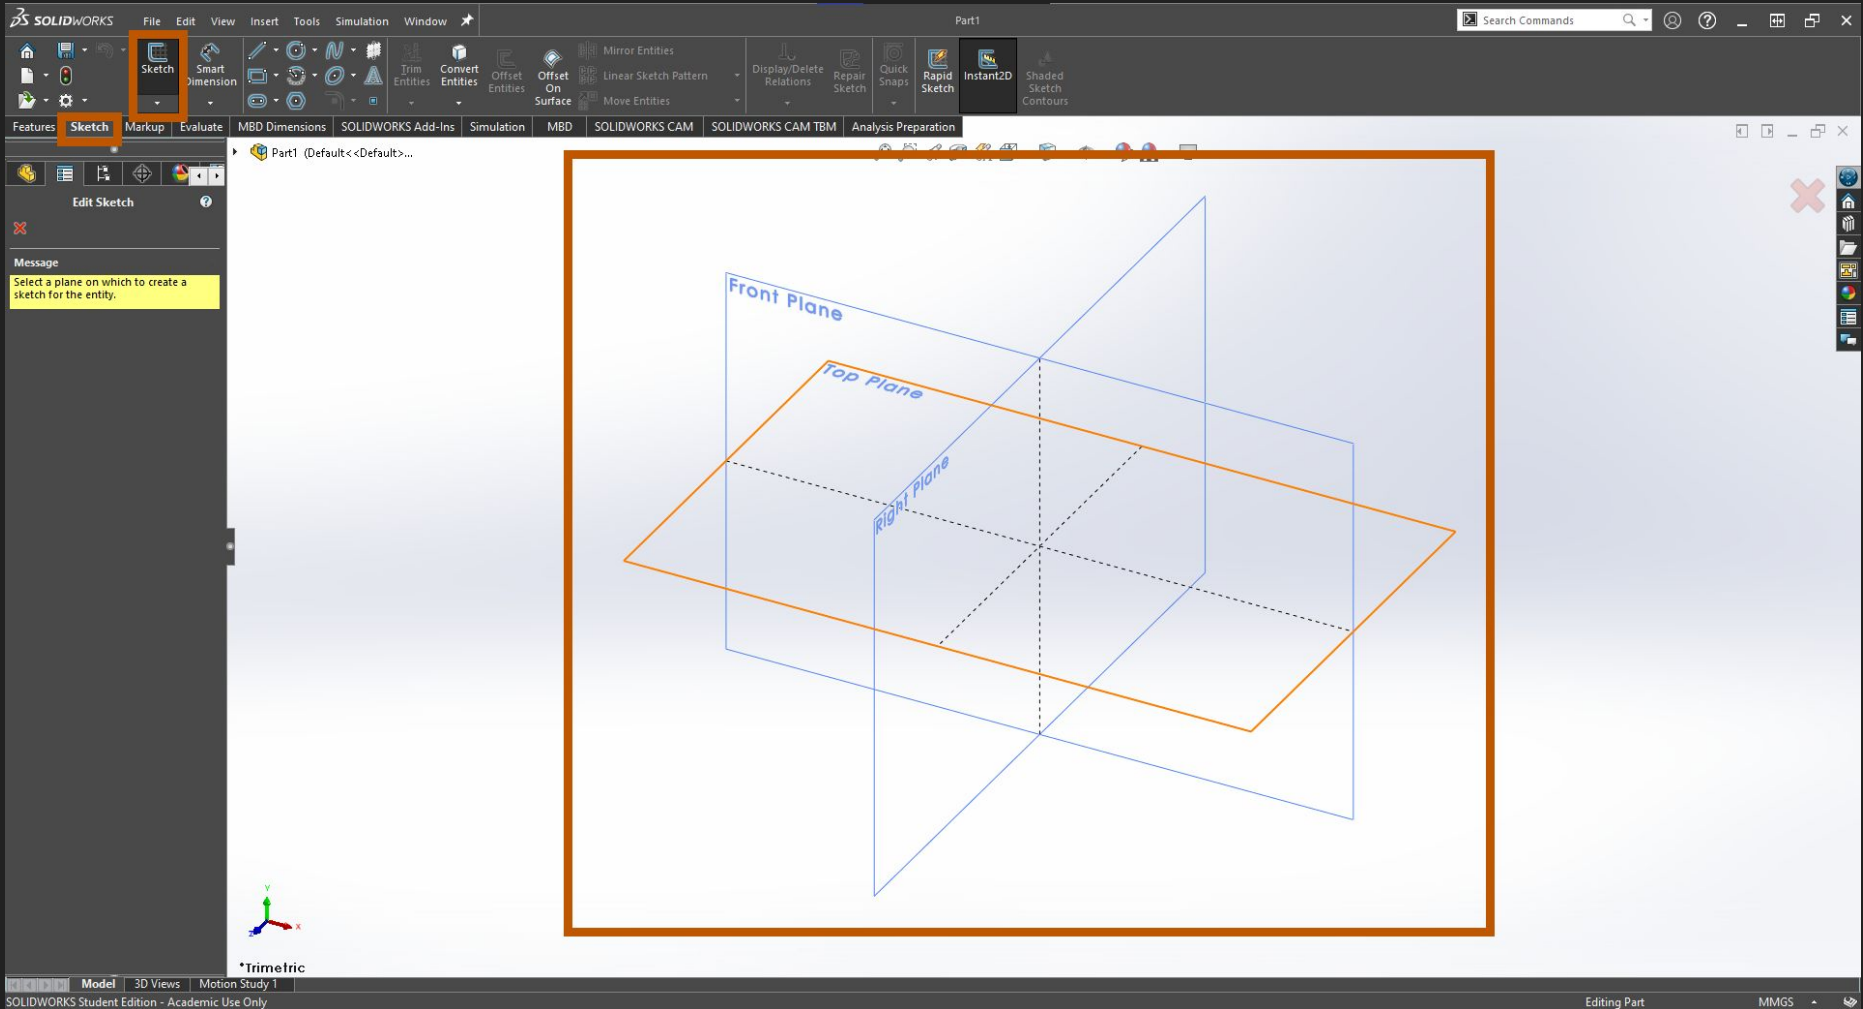 SOLIDWORKS File Edit View Insert Tools Simulation Window Part1 Search Commands
Sketch
Smart
Dimension
Trim
Entities
Convert
Entities
Offset
Entities
Offset
On
Surface
Mirror Entities
Linear Sketch Pattern
Move Entities
Display/Delete
Relations
Repair
Sketch
Quick
Snaps
Rapid
Sketch
Instant2D
Shaded
Sketch
Contours
Features Sketch Markup Evaluate MBD Dimensions SOLIDWORKS Add-Ins Simulation MBD SOLIDWORKS CAM SOLIDWORKS CAM TBM Analysis Preparation
Part1 (Default<<Default>...
Edit Sketch
Message
Select a plane on which to create a
sketch for the entity.
Front Plane
Top Plane
Right Plane
Y
X
Z
*Trimetric
Model 3D Views Motion Study 1
SOLIDWORKS Student Edition - Academic Use Only Editing Part MMGS